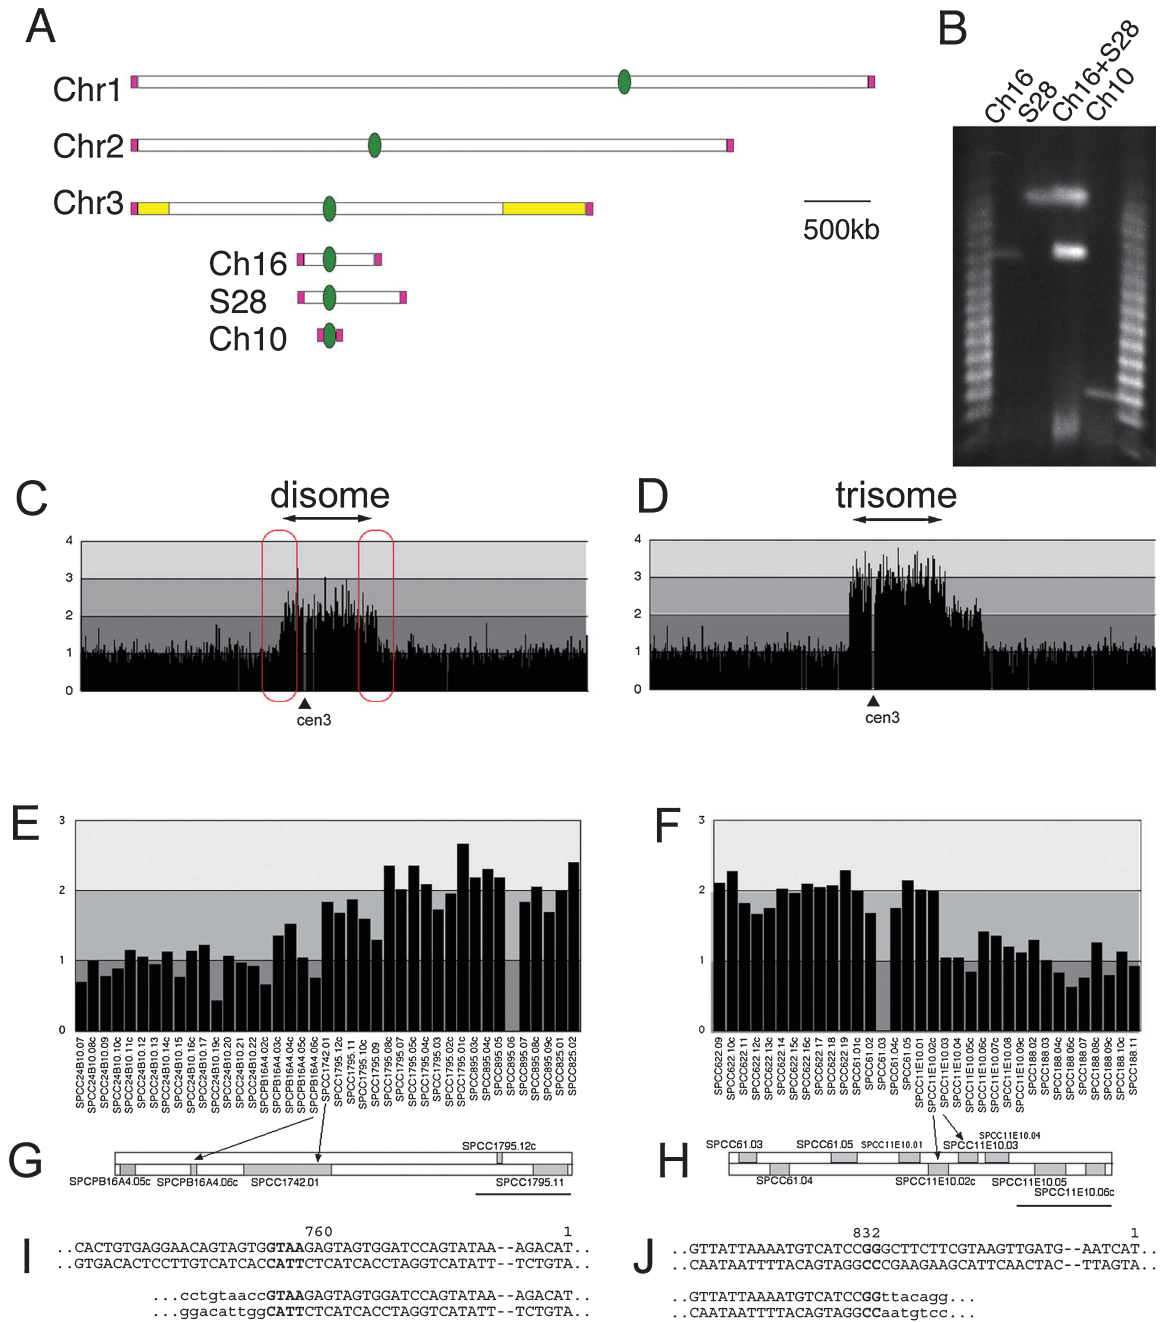 A
B
Chr1
Chr2
Chr3
Ch16
S28
Ch10
500kb
Ch16
S28
Ch16+S28
Ch10
C
disome
4
3
2
1
0
cen3
D
trisome
4
3
2
1
0
cen3
E
3
2
1
0
SPCC24B10.07
SPCC24B10.08c
SPCC24B10.09
SPCC24B10.10c
SPCC24B10.11c
SPCC24B10.12
SPCC24B10.13
SPCC24B10.14c
SPCC24B10.15
SPCC24B10.16c
SPCC24B10.17
SPCC24B10.19c
SPCC24B10.20
SPCC24B10.21
SPCC24B10.22
SPCPB16A4.02c
SPCPB16A4.03c
SPCPB16A4.04c
SPCPB16A4.05c
SPCPB16A4.06c
SPCC1742.01
SPCC1795.12c
SPCC1795.11
SPCC1795.10c
SPCC1795.09
SPCC1795.08c
SPCC1795.07
SPCC1795.05c
SPCC1795.04c
SPCC1795.03
SPCC1795.02c
SPCC1795.01c
SPCC895.03c
SPCC895.04c
SPCC895.05
SPCC895.06
SPCC895.07
SPCC895.08c
SPCC895.09c
SPCC825.01
SPCC825.02
F
3
2
1
0
SPCC622.09
SPCC622.10c
SPCC622.11
SPCC622.12c
SPCC622.13c
SPCC622.14
SPCC622.15c
SPCC622.16c
SPCC622.17
SPCC622.18
SPCC622.19
SPCC61.01c
SPCC61.02
SPCC61.03
SPCC61.04c
SPCC61.05
SPCC11E10.01
SPCC11E10.02c
SPCC11E10.03
SPCC11E10.04
SPCC11E10.05c
SPCC11E10.06c
SPCC11E10.07c
SPCC11E10.08
SPCC11E10.09c
SPCC188.02
SPCC188.03
SPCC188.04c
SPCC188.06c
SPCC188.07
SPCC188.08c
SPCC188.09c
SPCC188.10c
SPCC188.11
G
SPCC1795.12c
SPCPB16A4.05c
SPCPB16A4.06c
SPCC1742.01
SPCC1795.11
H
SPCC61.03
SPCC61.05
SPCC11E10.01
SPCC11E10.03
SPCC11E10.04
SPCC61.04
SPCC11E10.02c
SPCC11E10.05
SPCC11E10.06c
I
760 1
..CACTGTGAGGAACAGTAGTGGTAAGAGTAGTGGATCCAGTATAA--AGACAT..
..GTGACACTCCTTGTCATCACCATTCTCATCACCTAGGTCATATT--TCTGTA..
...cctgtaaccGTAAGAGTAGTGGATCCAGTATAA--AGACAT..
...ggacattggCATTCTCATCACCTAGGTCATATT--TCTGTA..
J
832 1
..GTTATTAAAATGTCATCCGGGCTTCTTCGTAAGTTGATG--AATCAT..
..CAATAATTTTACAGTAGGCCCGAAGAAGCATTCAACTAC--TTAGTA..
..GTTATTAAAATGTCATCCGGttacagg...
..CAATAATTTTACAGTAGGCCaatgtcc...